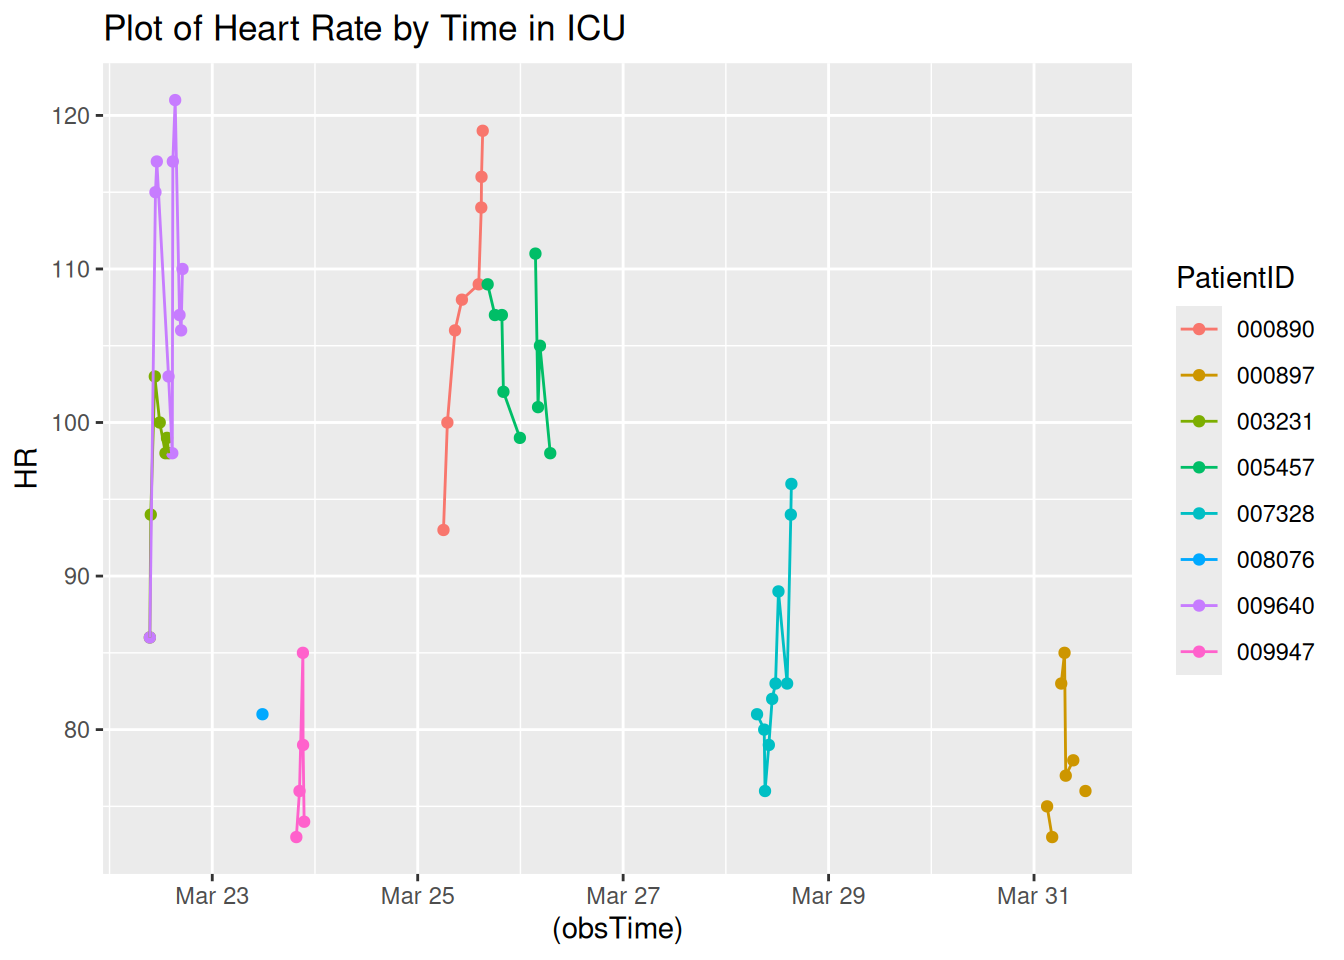 Plot of Heart Rate by Time in ICU
120
110
100
90
80
HR
Mar 23
Mar 25
Mar 27
Mar 29
Mar 31
(obsTime)
PatientID
000890
000897
003231
005457
007328
008076
009640
009947